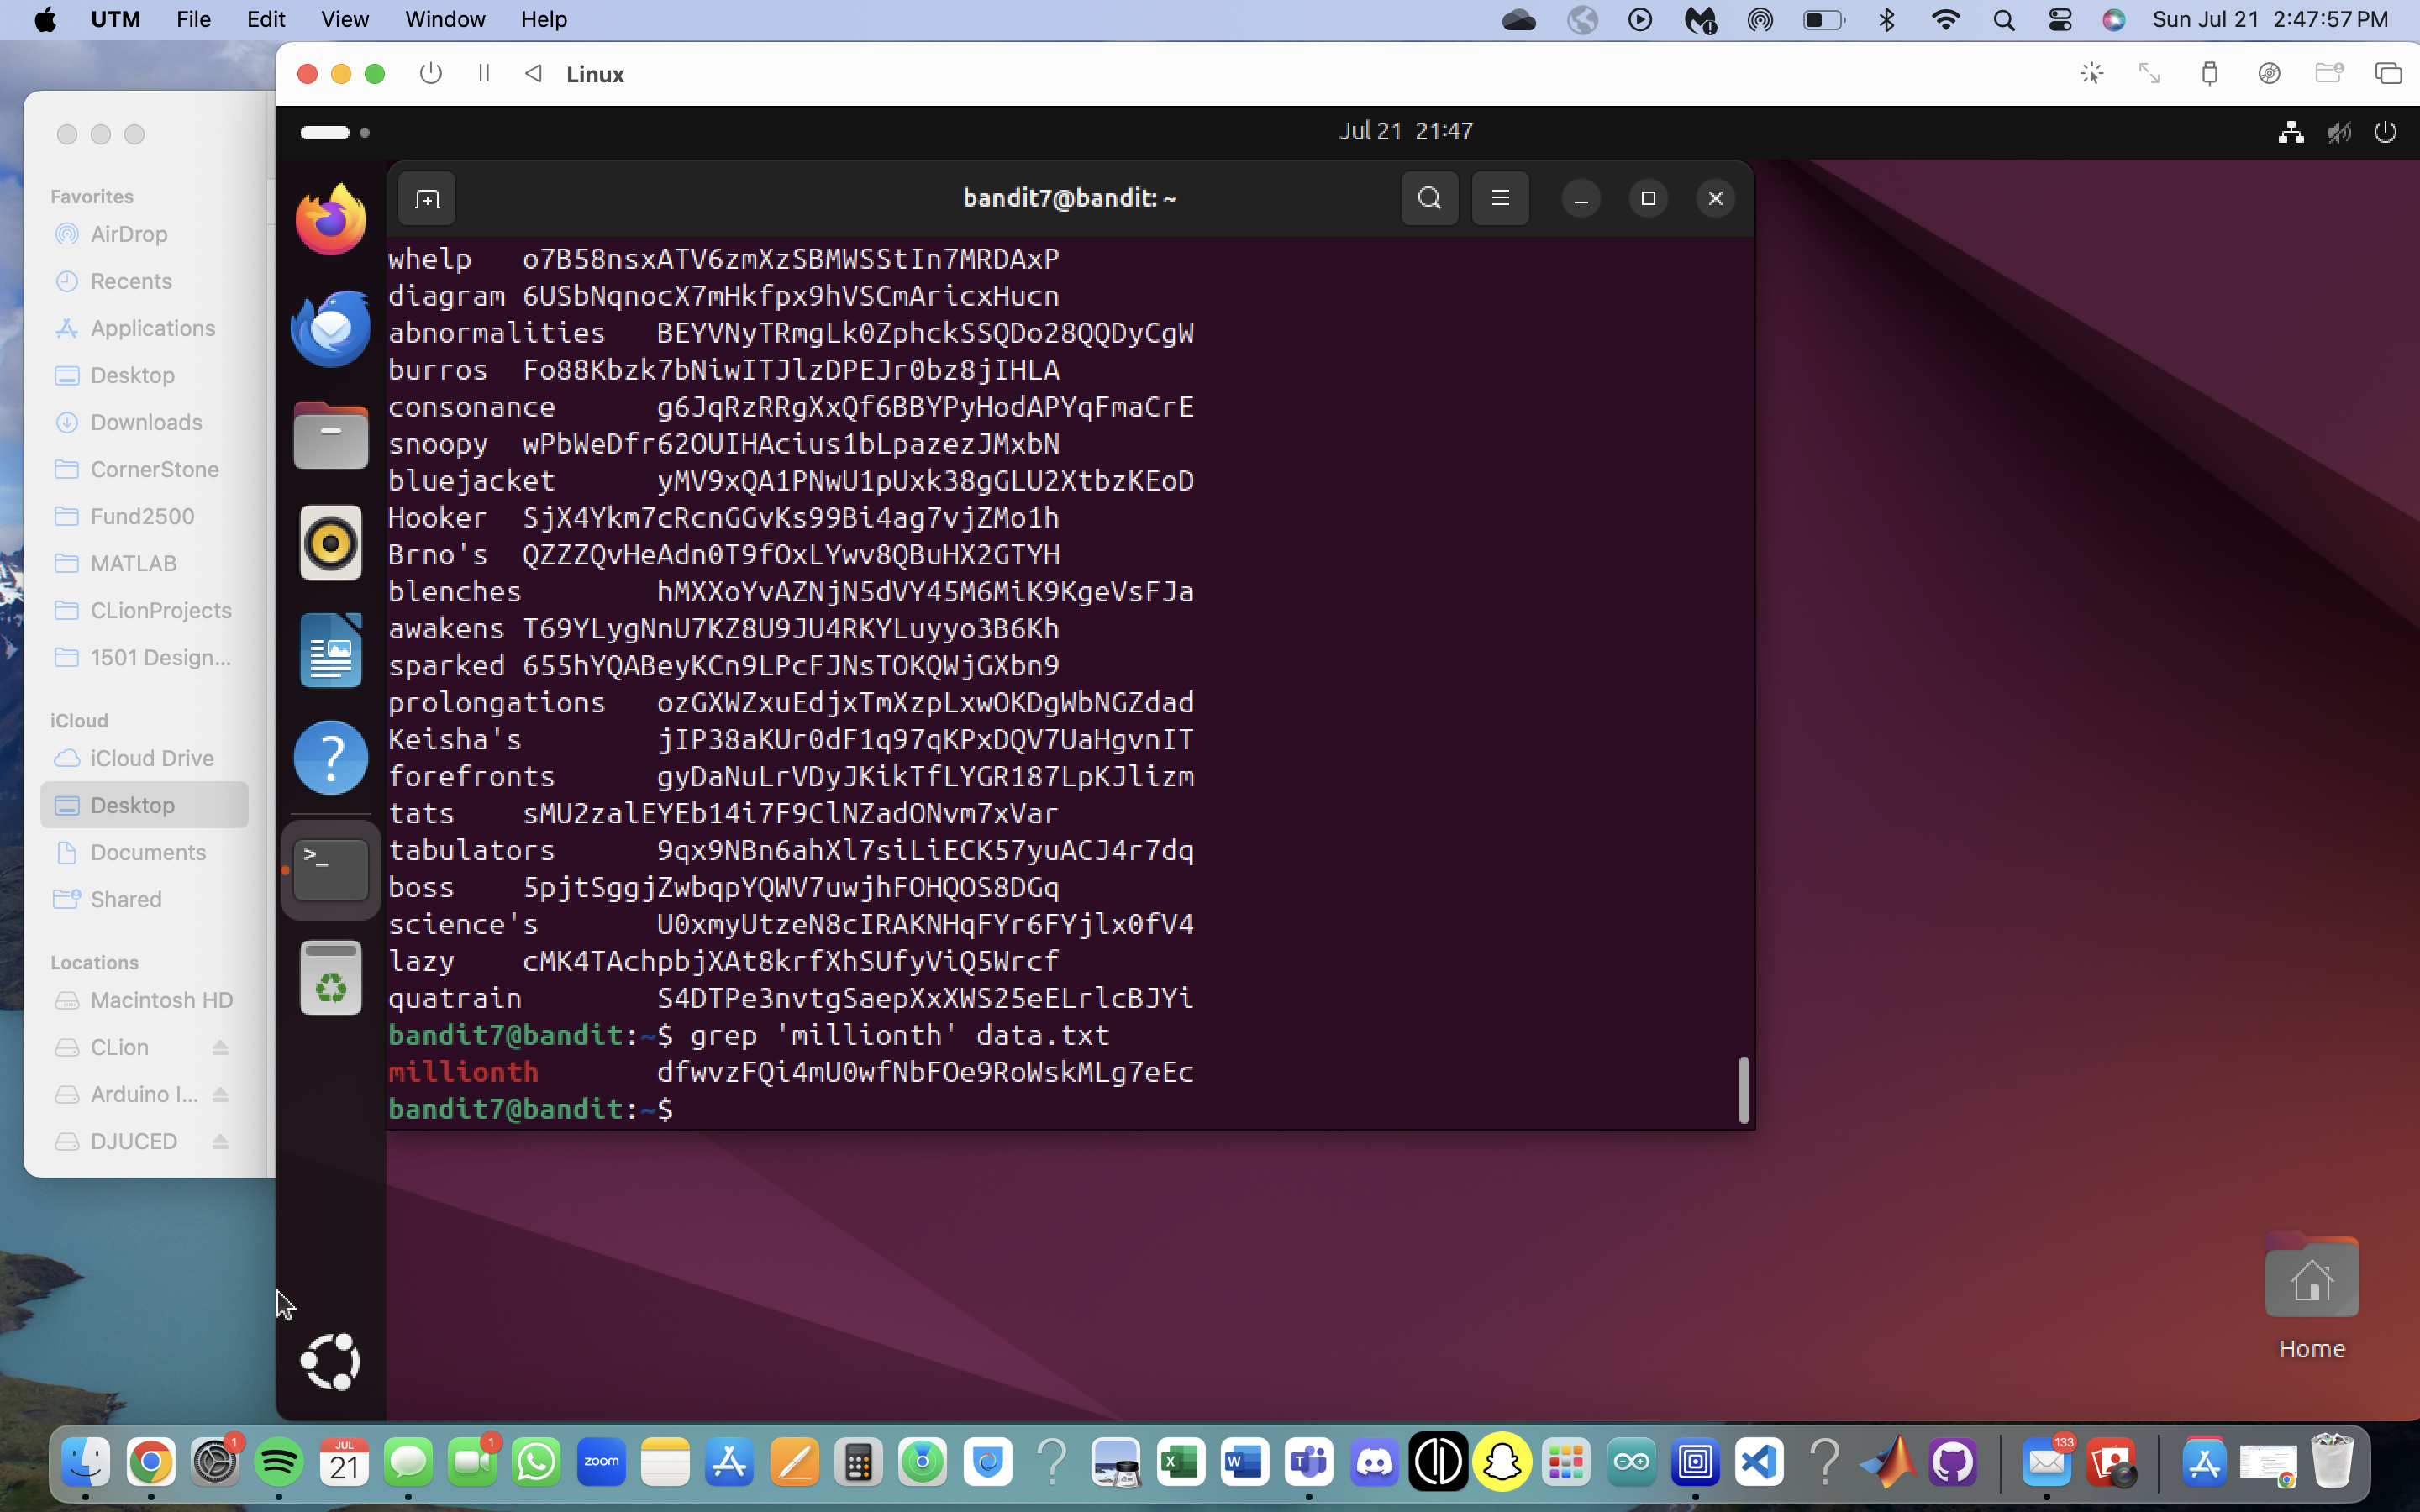 UTM File Edit View Window Help Sun Jul 21 2:47:57 PM
Linux
Jul 21 21:47
bandit7@bandit: ~
Favorites
AirDrop
Recents
Applications
Desktop
Downloads
CornerStone
Fund2500
MATLAB
CLionProjects
1501 Design...
iCloud
iCloud Drive
Desktop
Documents
Shared
Locations
Macintosh HD
CLion
Arduino I...
DJUCED
whelp o7B58nsxATV6zmXzSBMWSStIn7MRDAxP
diagram 6USbNqnocX7mHkfpx9hVSCmAricxHucn
abnormalities BEYVNyTRmgLk0ZphckSSQDo28QQDyCgW
burros Fo88Kbzk7bNiwITJlzDPEJr0bz8jIHLA
consonance g6JqRzRRgXxQf6BBYPyHodAPYqFmaCrE
snoopy wPbWeDfr62OUIHAcius1bLpazezJMxbN
bluejacket yMV9xQA1PNwU1pUxk38gGLU2XtbzKEoD
Hooker SjX4Ykm7cRcnGGvKs99Bi4ag7vjZMo1h
Brno's QZZZQvHeAdn0T9fOxLYwv8QBuHX2GTYH
blenches hMXXoYvAZNjN5dVY45M6MiK9KgeVsFJa
awakens T69YLygNnU7KZ8U9JU4RKYLuyyo3B6Kh
sparked 655hYQABeyKCn9LPcFJNsTOKQWjGXbn9
prolongations ozGXWZxuEdjxTmXzpLxwOKDgWbNGZdad
Keisha's jIP38aKUr0dF1q97qKPxDQV7UaHgvnIT
forefronts gyDaNuLrVDyJKikTfLYGR187LpKJlizm
tats sMU2zalEYEb14i7F9ClNZadONvm7xVar
tabulators 9qx9NBn6ahXl7siLiECK57yuACJ4r7dq
boss 5pjtSggjZwbqpYQWV7uwjhFOHQOS8DGq
science's U0xmyUtzeN8cIRAKNHqFYr6FYjlx0fV4
lazy cMK4TAchpbjXAt8krfXhSUfyViQ5Wrcf
quatrain S4DTPe3nvtgSaepXxXWS25eELrlcBJYi
bandit7@bandit:~$ grep 'millionth' data.txt
millionth dfwvzFQi4mU0wfNbFOe9RoWskMLg7eEc
bandit7@bandit:~$
Home
1
JUL
21
1
zoom
133